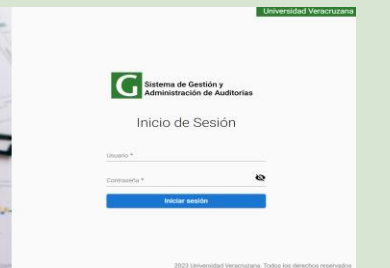 Universidad Veracruzana
G
Sistema de Gestión y
Administración de Auditorías
Inicio de Sesión
Usuario *
Contraseña *
Iniciar sesión
2023 Universidad Veracruzana. Todos los derechos reservados